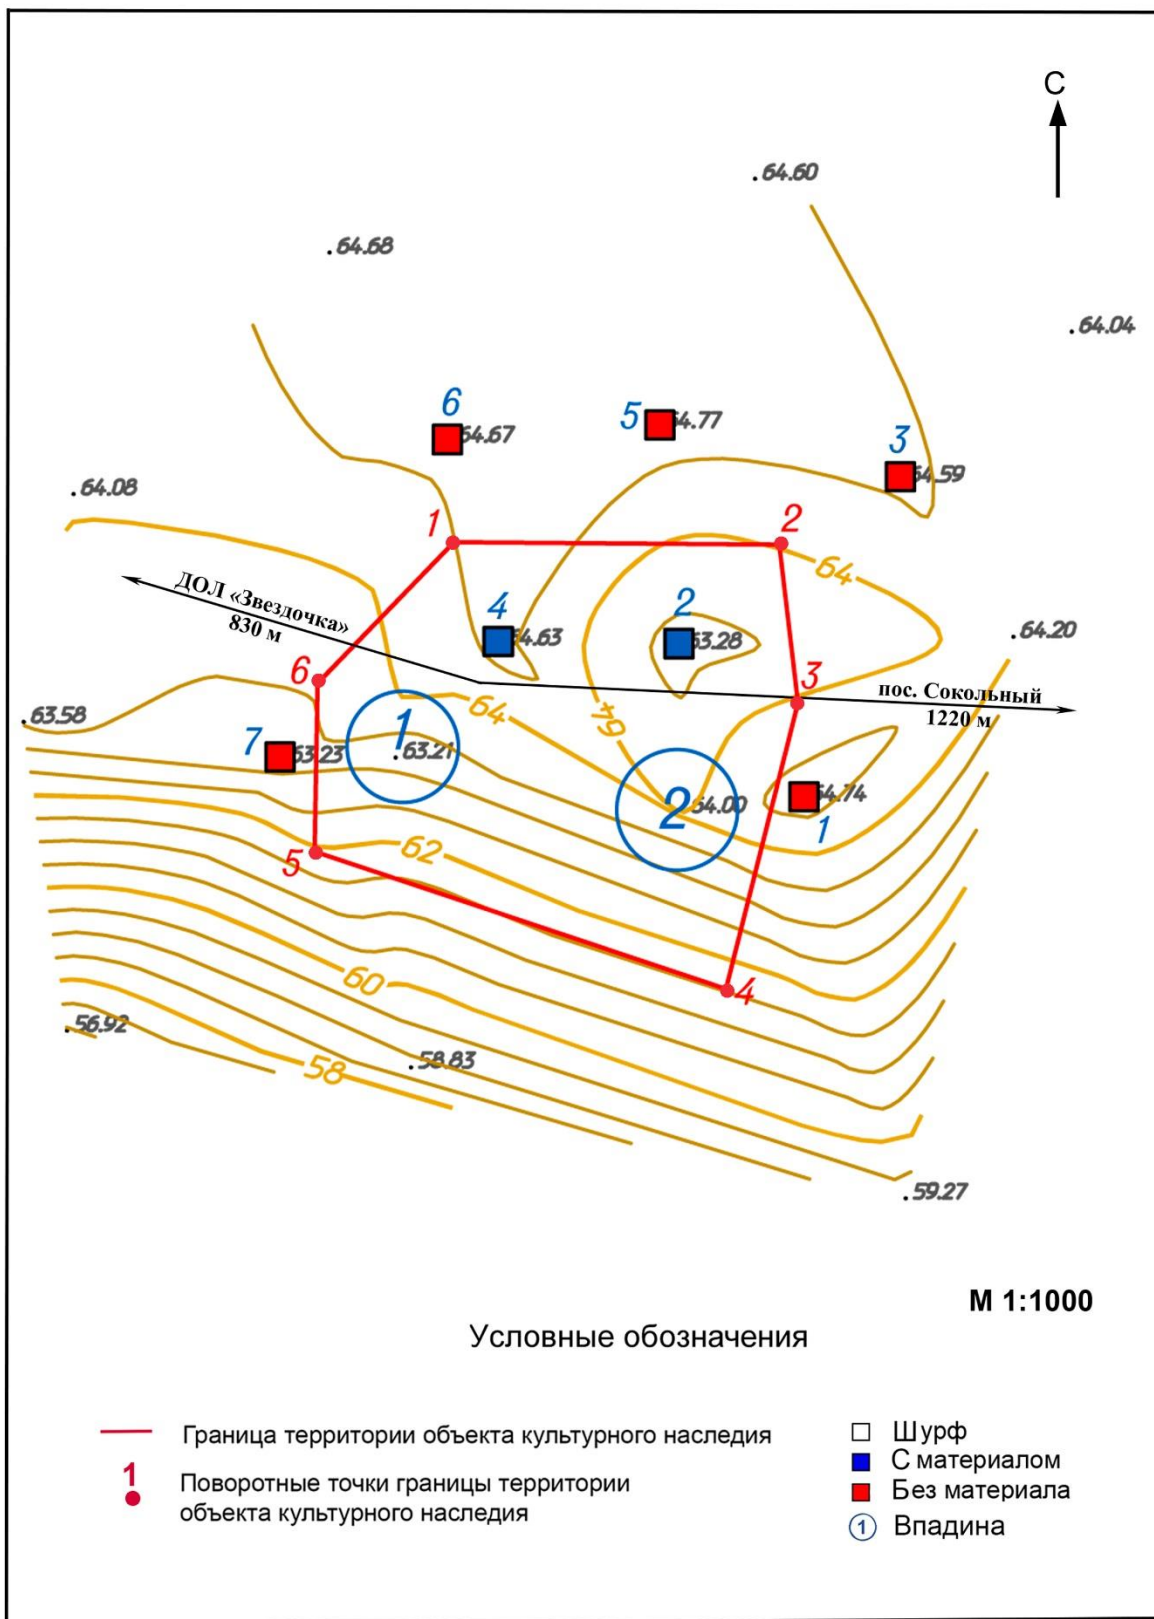 С
.64.60
.64.68
.64.04
6
.64.67
5
.64.77
3
.64.59
.64.08
1
2
64
ДОЛ «Звездочка»
830 м
4
.64.63
2
63.28
.64.20
6
3
пос. Сокольный
1220 м
.63.58
64
64
7
63.23
1
.63.21
2
64.00
64.74
1
62
5
4
60
.56.92
58
.58.83
.59.27
М 1:1000
Условные обозначения
Граница территории объекта культурного наследия
1
Поворотные точки границы территории
объекта культурного наследия
Шурф
С материалом
Без материала
1 Впадина